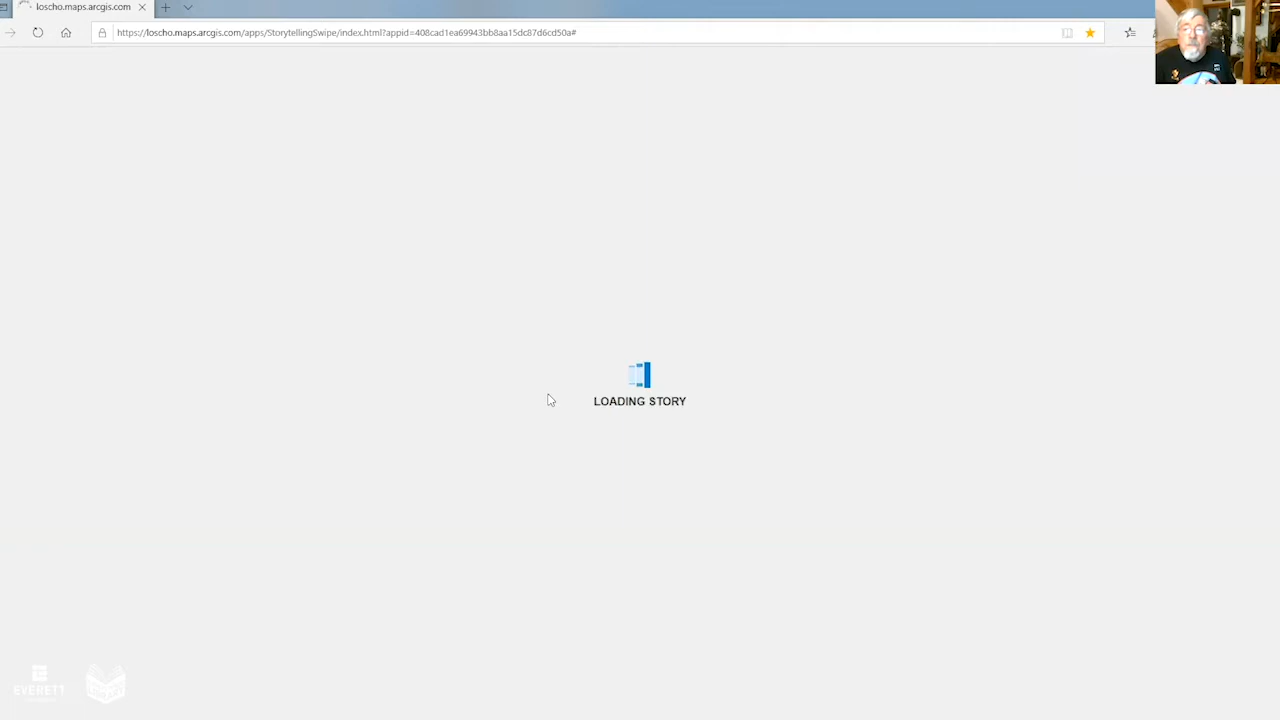 loscho.maps.arcgis.com
https://loscho.maps.arcgis.com/apps/StorytellingSwipe/index.html?appid=408cad1ea69943bb8aa15dc87d6cd50a#
LOADING STORY
EVERETT